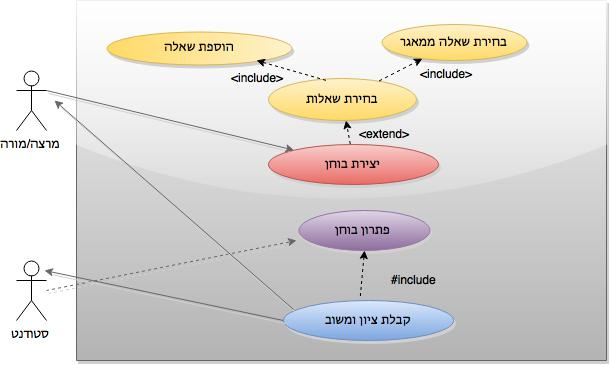 הוספת שאלה
בחירת שאלה ממאגר
<include>
<include>
בחירת שאלות
<extend>
מרצה/מורה
יצירת בוחן
פתרון בוחן
#include
קבלת ציון ומשוב
סטודנט